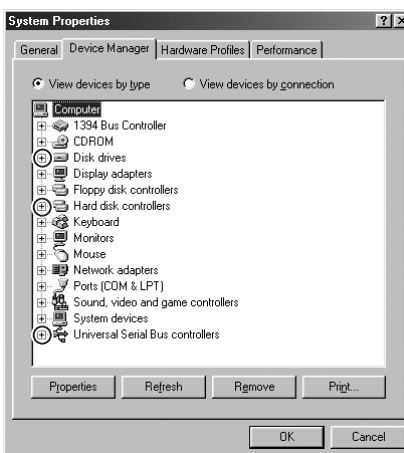 System Properties
General Device Manager Hardware Profiles Performance
View devices by type View devices by connection
Computer
1394 Bus Controller
CDROM
Disk drives
Display adapters
Floppy disk controllers
Hard disk controllers
Keyboard
Monitors
Mouse
Network adapters
Ports (COM & LPT)
Sound, video and game controllers
System devices
Universal Serial Bus controllers
Properties Refresh Remove Print...
OK Cancel